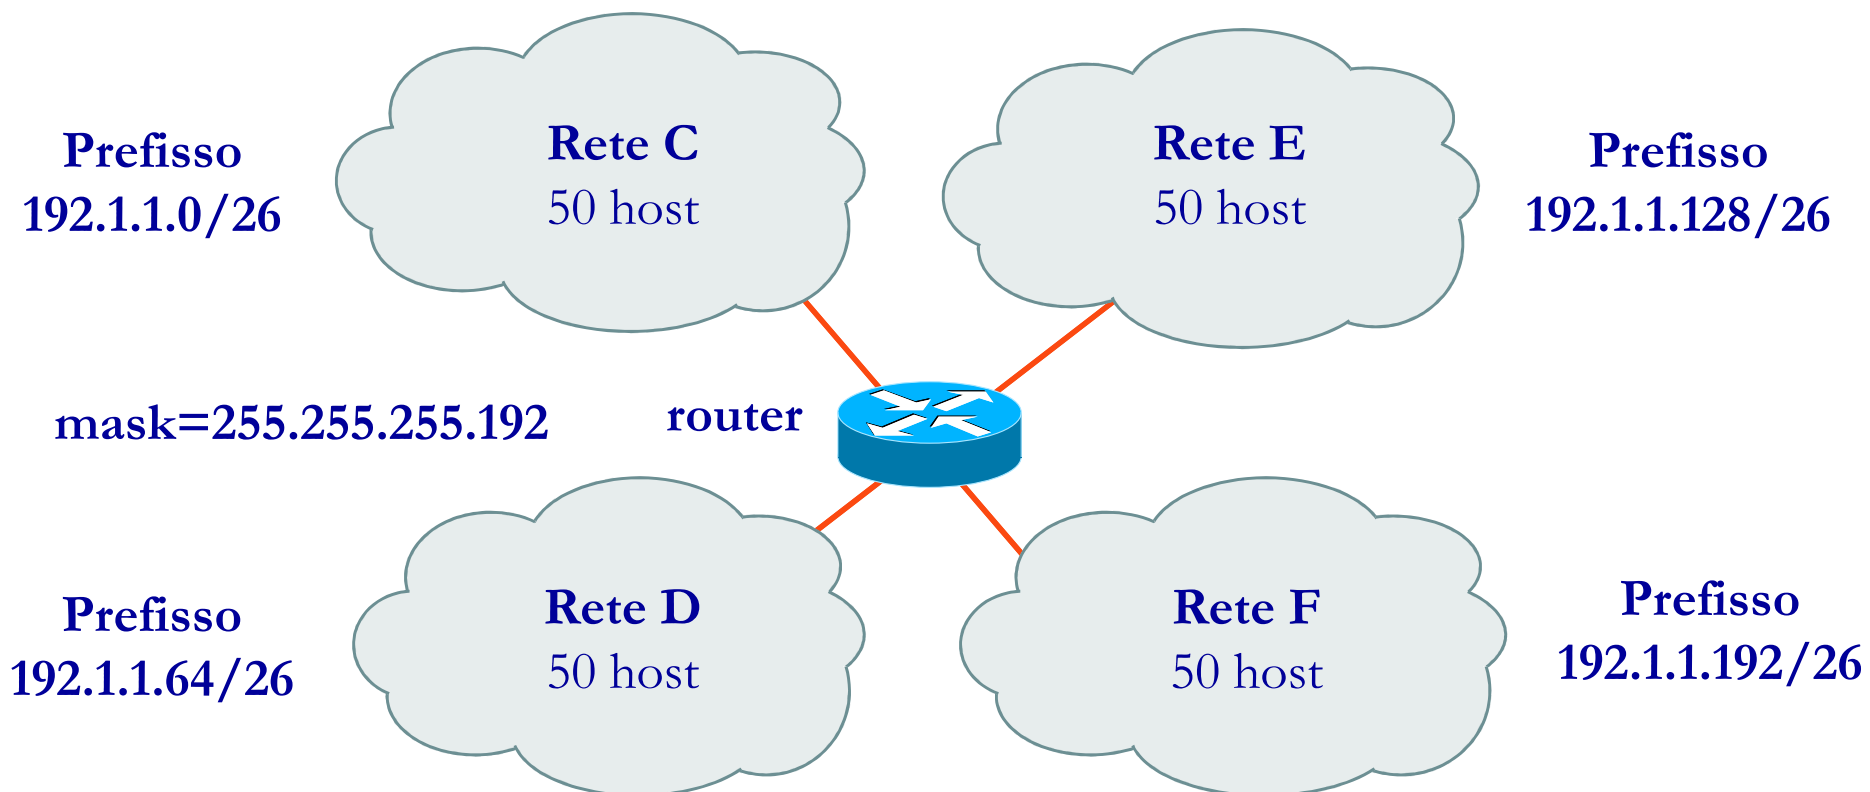 Prefisso
192.1.1.0/26
Rete C
50 host
Rete E
50 host
Prefisso
192.1.1.128/26
mask=255.255.255.192
router
Prefisso
192.1.1.64/26
Rete D
50 host
Rete F
50 host
Prefisso
192.1.1.192/26